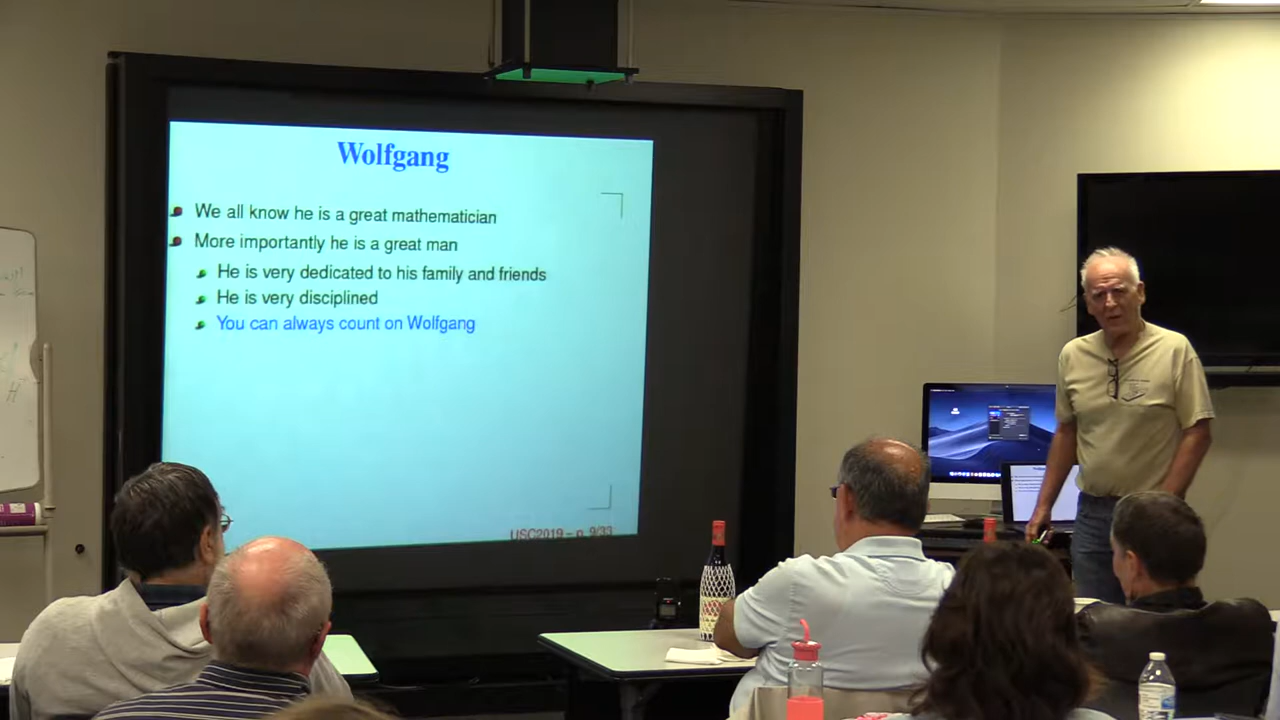 Wolfgang
We all know he is a great mathematician
More importantly he is a great man
He is very dedicated to his family and friends
He is very disciplined
You can always count on Wolfgang
USC2019 – p. 9/33